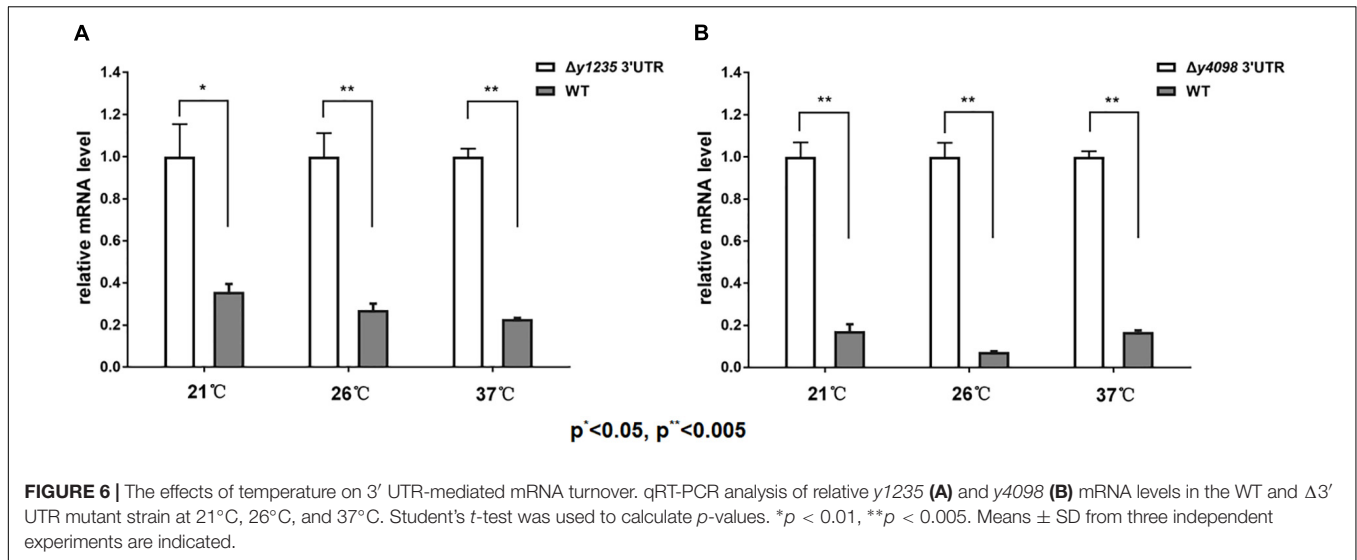 A
B
Δy1235 3'UTR
WT
Δy4098 3'UTR
WT
relative mRNA level
1.4
1.2
1.0
0.8
0.6
0.4
0.2
0.0
*
**
**
21℃
26℃
37℃
relative mRNA level
1.4
1.2
1.0
0.8
0.6
0.4
0.2
0.0
**
**
**
21℃
26℃
37℃
p*<0.05, p**<0.005
FIGURE 6 | The effects of temperature on 3′ UTR-mediated mRNA turnover. qRT-PCR analysis of relative y1235 (A) and y4098 (B) mRNA levels in the WT and Δ3′
UTR mutant strain at 21°C, 26°C, and 37°C. Student's t-test was used to calculate p-values. *p < 0.01, **p < 0.005. Means ± SD from three independent
experiments are indicated.